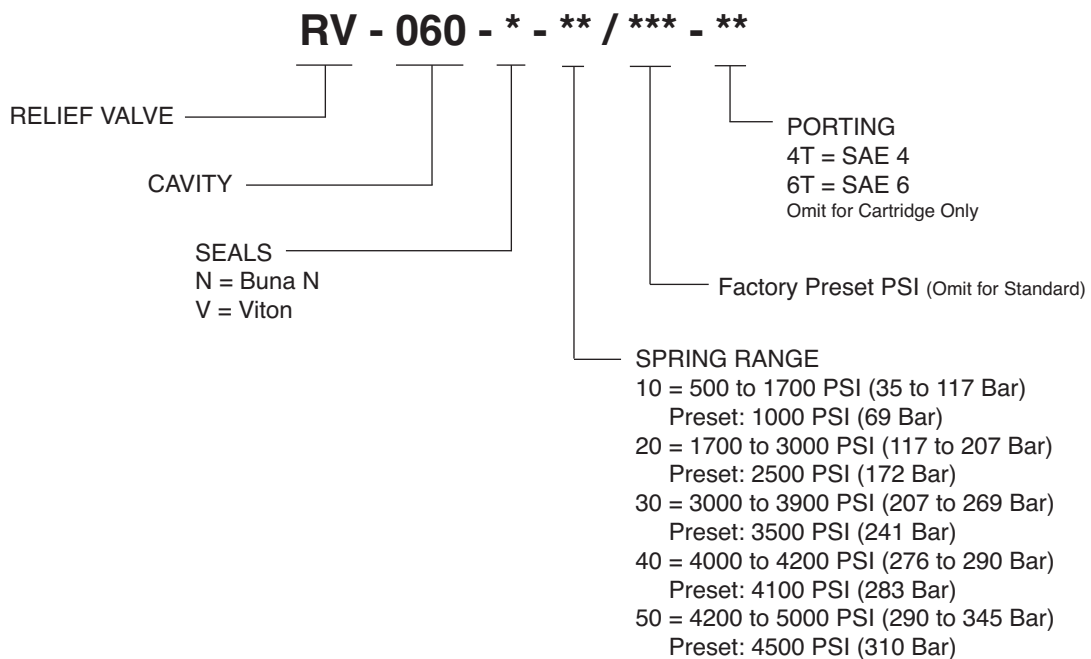 RV - 060 - * - ** / *** - **
RELIEF VALVE
CAVITY
SEALS
N = Buna N
V = Viton
PORTING
4T = SAE 4
6T = SAE 6
Omit for Cartridge Only
Factory Preset PSI (Omit for Standard)
SPRING RANGE
10 = 500 to 1700 PSI (35 to 117 Bar)
Preset: 1000 PSI (69 Bar)
20 = 1700 to 3000 PSI (117 to 207 Bar)
Preset: 2500 PSI (172 Bar)
30 = 3000 to 3900 PSI (207 to 269 Bar)
Preset: 3500 PSI (241 Bar)
40 = 4000 to 4200 PSI (276 to 290 Bar)
Preset: 4100 PSI (283 Bar)
50 = 4200 to 5000 PSI (290 to 345 Bar)
Preset: 4500 PSI (310 Bar)